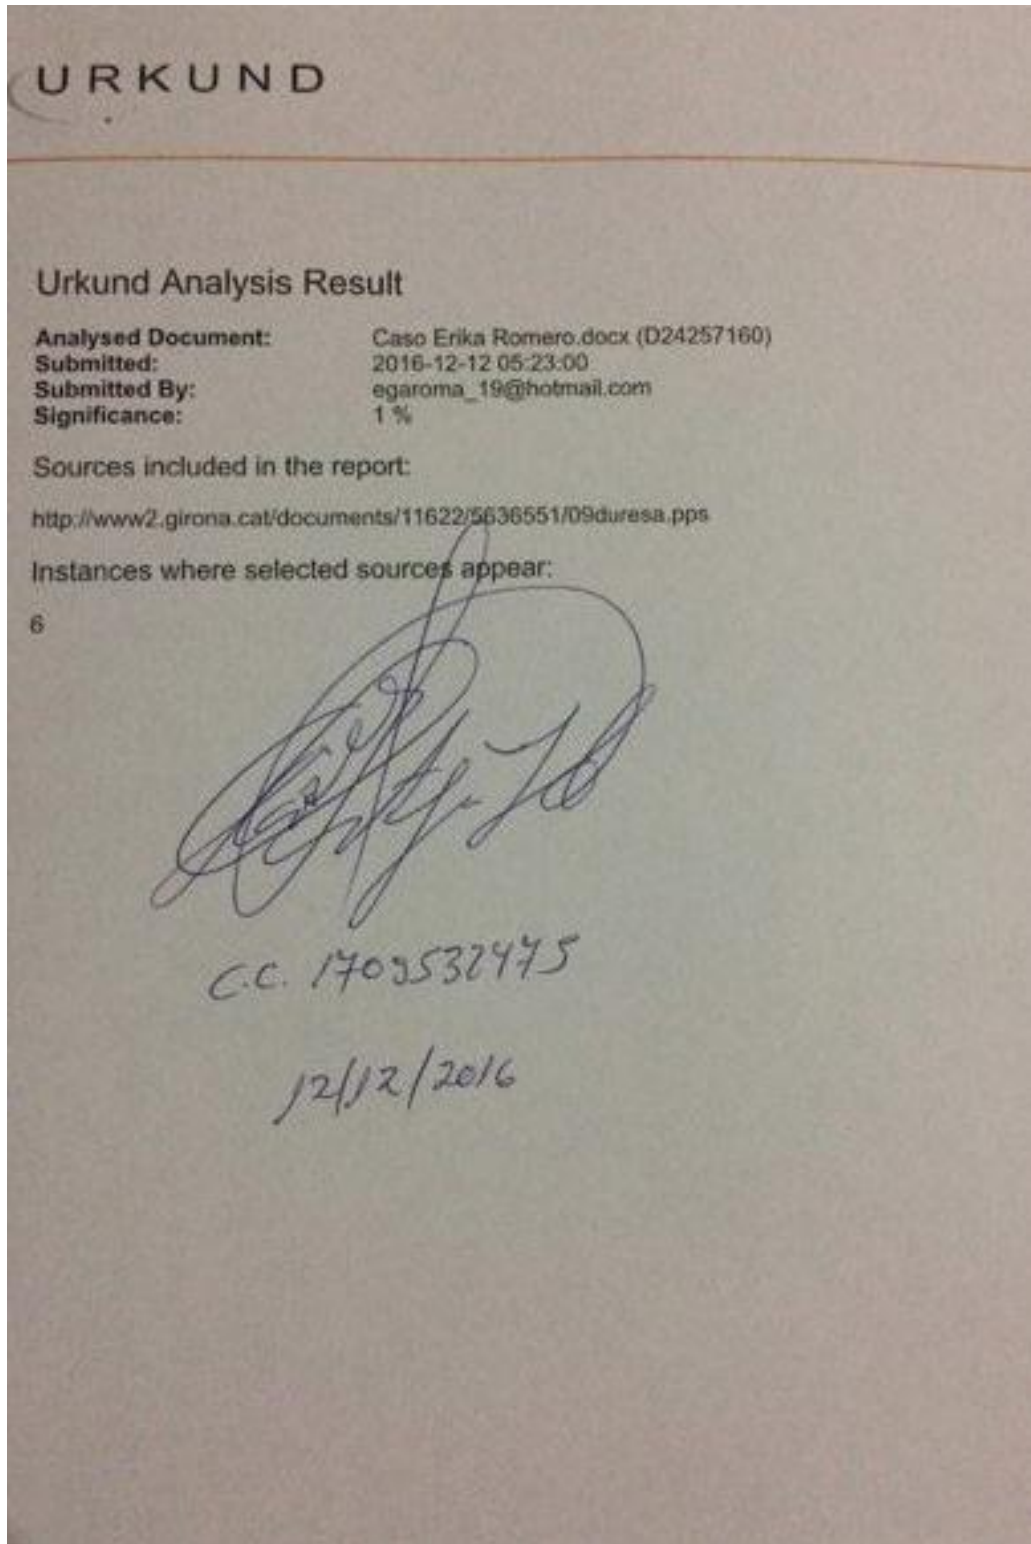 URKUND
Urkund Analysis Result
Analysed Document: Caso Erika Romero.docx (D24257160)
Submitted: 2016-12-12 05:23:00
Submitted By: egaroma_19@hotmail.com
Significance: 1 %
Sources included in the report:
http://www2.girona.cat/documents/11622/5636551/09duresa.pps
Instances where selected sources appear:
6
C.C. 1709532475
12/12/2016